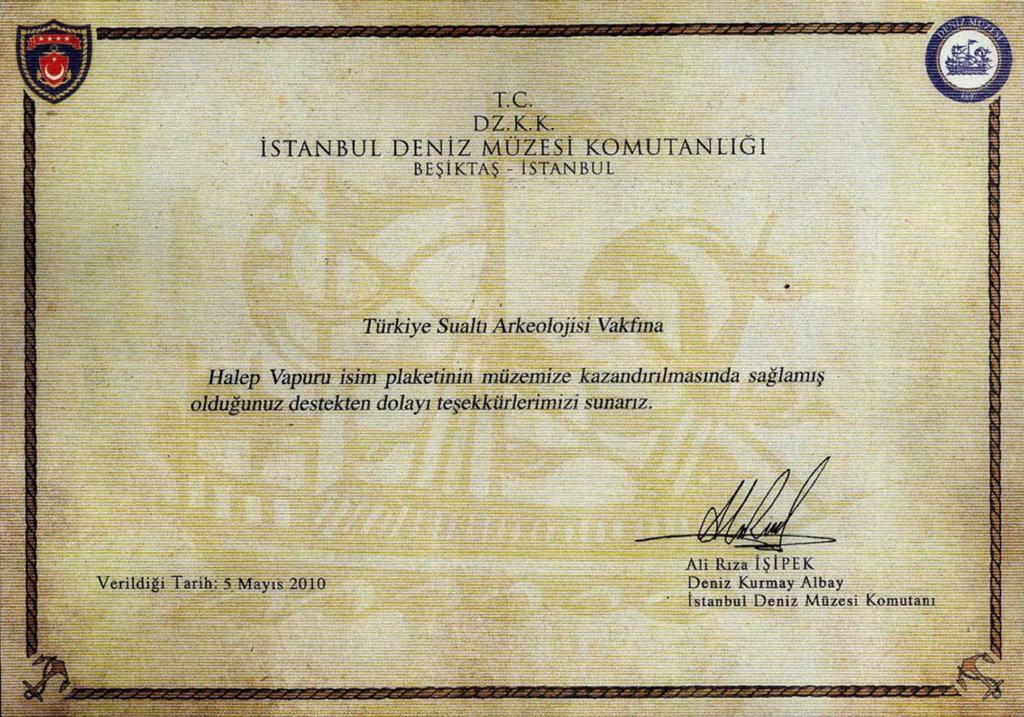 DENİZ MÜZESİ
T.C.
DZ.K.K.
İSTANBUL DENİZ MÜZESİ KOMUTANLIĞI
BEŞİKTAŞ - İSTANBUL
Türkiye Sualtı Arkeolojisi Vakfına
Halep Vapuru isim plaketinin müzemize kazandırılmasında sağlamış
olduğunuz destekten dolayı teşekkürlerimizi sunarız.
Ali Rıza İŞİPEK
Deniz Kurmay Albay
İstanbul Deniz Müzesi Komutanı
Verildiği Tarih: 5 Mayıs 2010